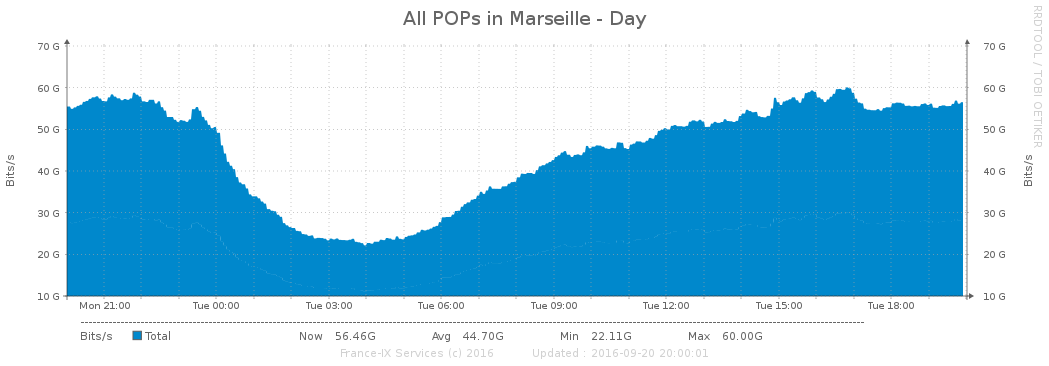 All POPs in Marseille - Day
RRDTOOL / TOBI OETIKER
70 G 70 G
60 G 60 G
50 G 50 G
40 G 40 G
30 G 30 G
20 G 20 G
10 G 10 G
Bits/s
Bits/s
Mon 21:00 Tue 00:00 Tue 03:00 Tue 06:00 Tue 09:00 Tue 12:00 Tue 15:00 Tue 18:00
Bits/s Total Now 56.46G Avg 44.70G Min 22.11G Max 60.00G
France-IX Services (c) 2016 Updated : 2016-09-20 20:00:01